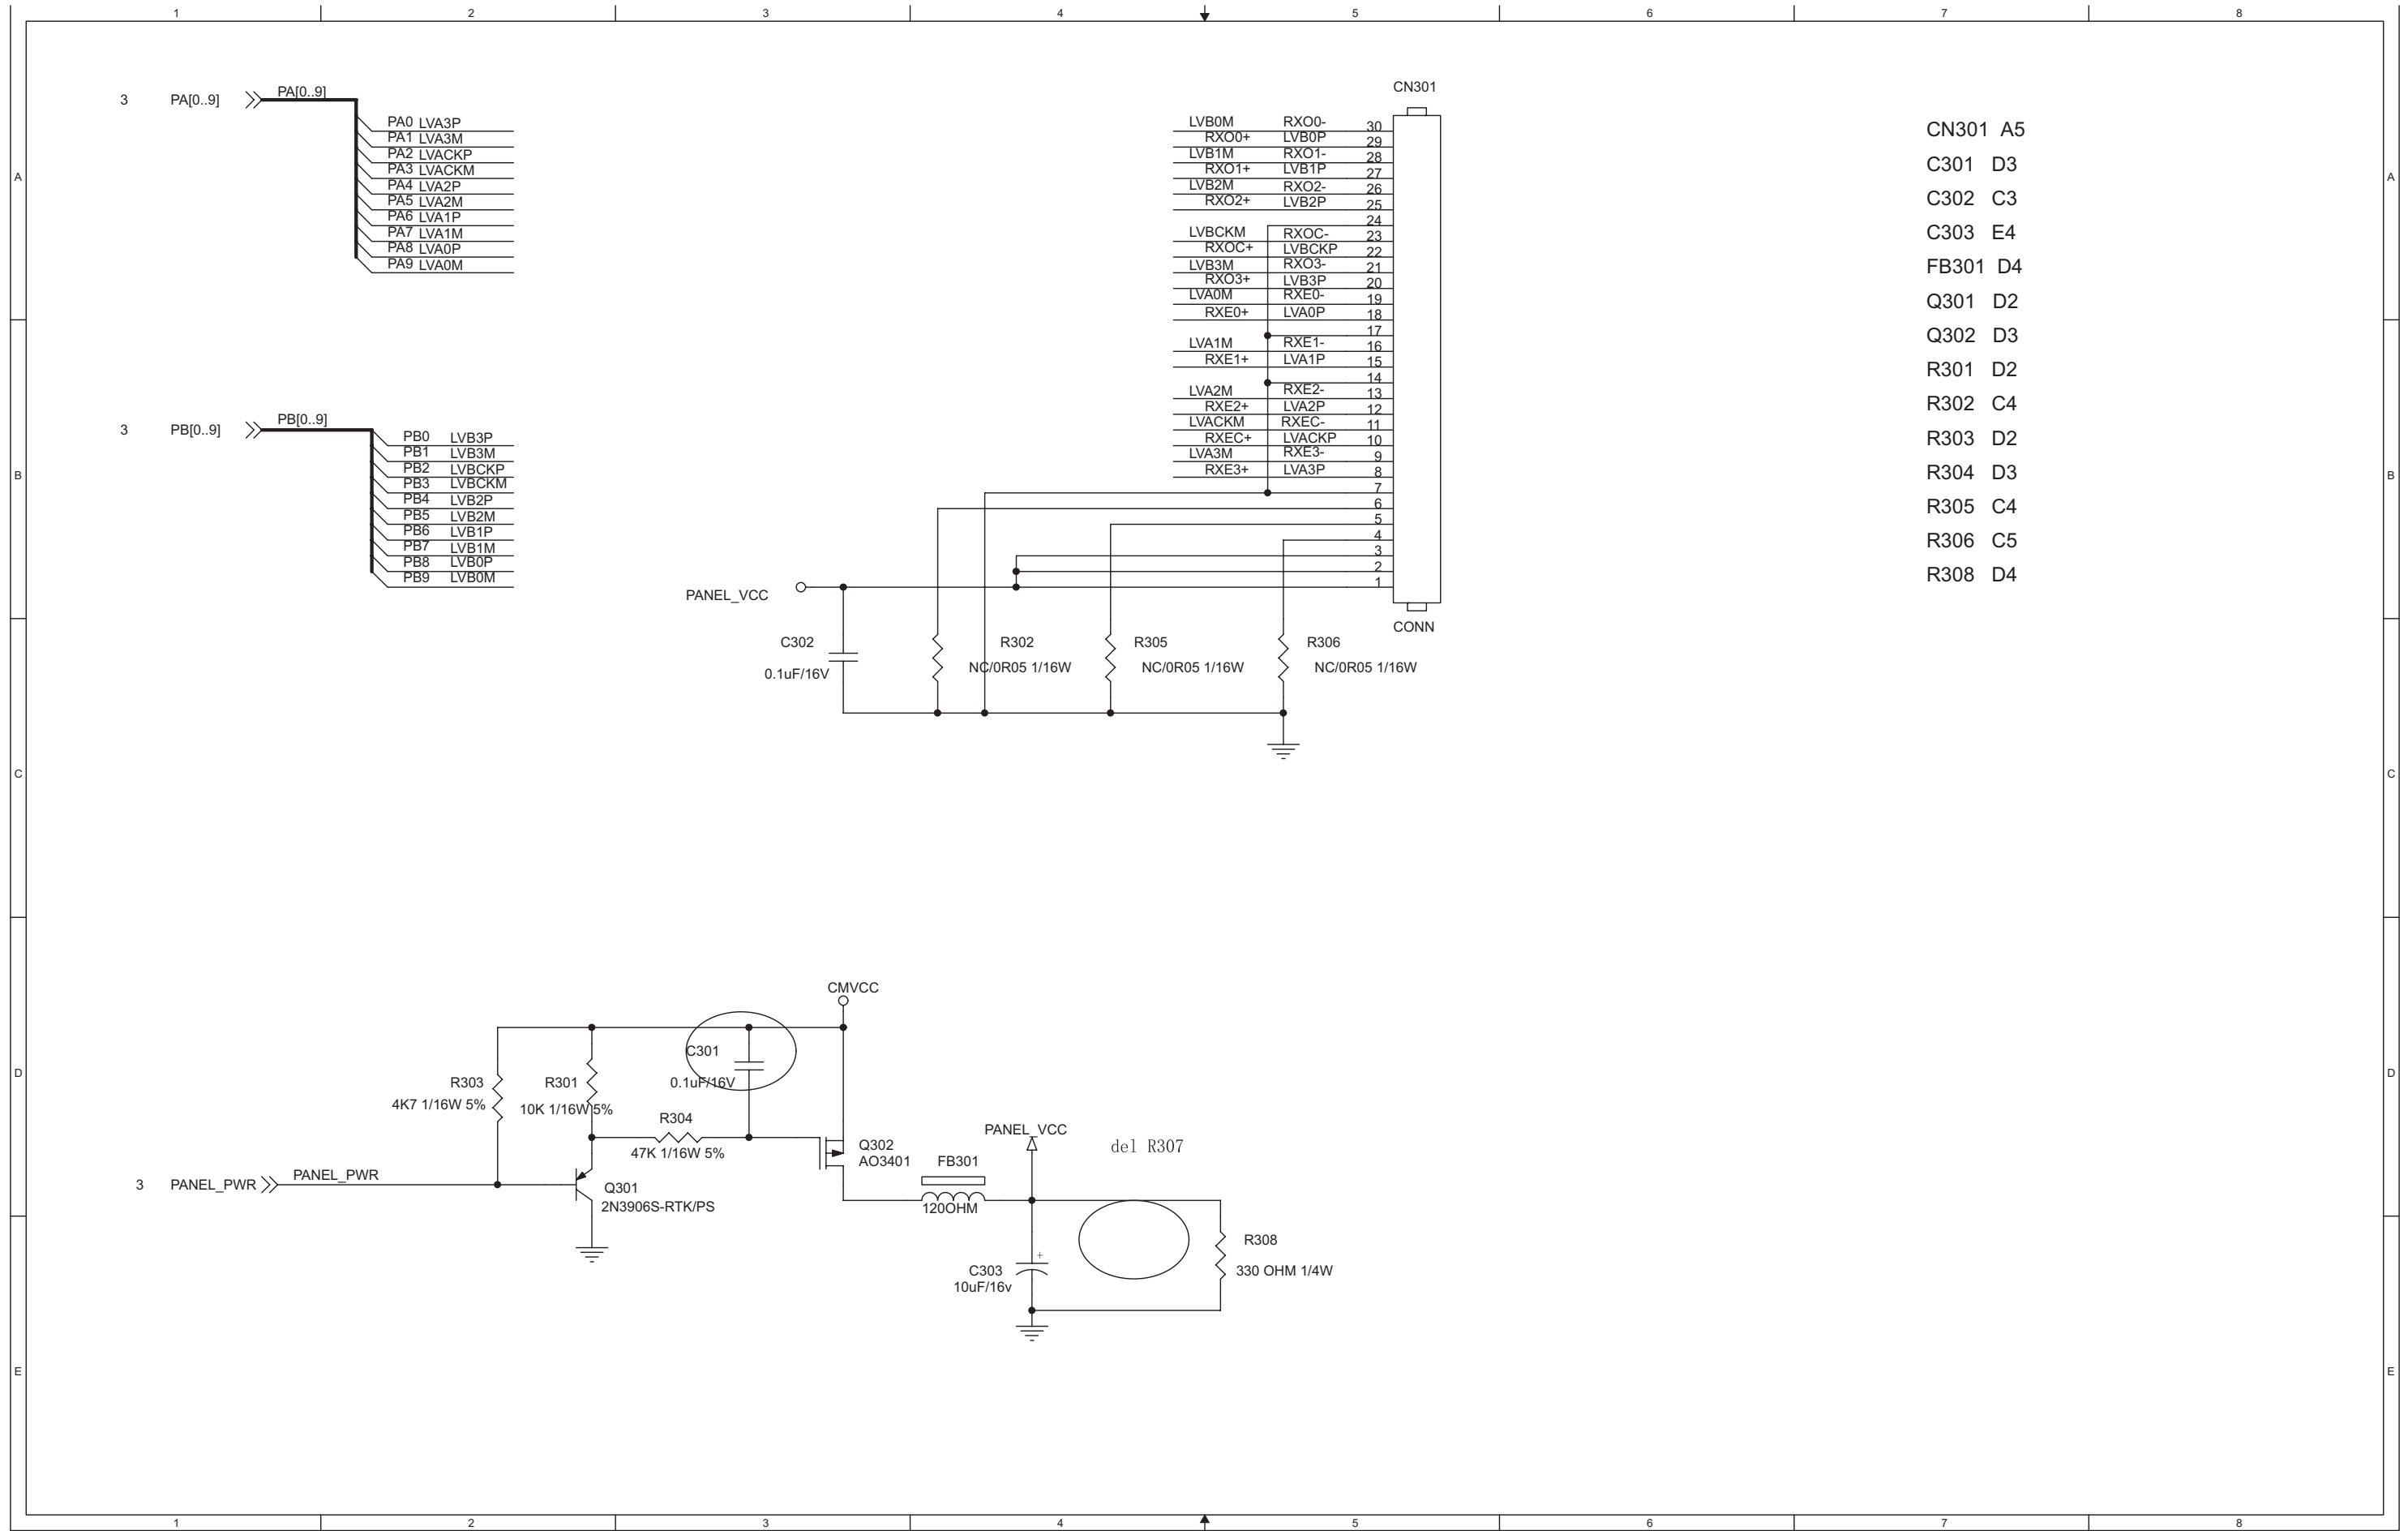 1 2 3 4 5 6 7 8
A A
B B
C C
D D
E E
3 PA[0..9] PA[0..9]
PA0 LVA3P
PA1 LVA3M
PA2 LVACKP
PA3 LVACKM
PA4 LVA2P
PA5 LVA2M
PA6 LVA1P
PA7 LVA1M
PA8 LVA0P
PA9 LVA0M
3 PB[0..9] PB[0..9]
PB0 LVB3P
PB1 LVB3M
PB2 LVBCKP
PB3 LVBCKM
PB4 LVB2P
PB5 LVB2M
PB6 LVB1P
PB7 LVB1M
PB8 LVB0P
PB9 LVB0M
CN301
LVB0M RXO0- 30
RXO0+ LVB0P 29
LVB1M RXO1- 28
RXO1+ LVB1P 27
LVB2M RXO2- 26
RXO2+ LVB2P 25
24
LVBCKM RXOC- 23
RXOC+ LVBCKP 22
LVB3M RXO3- 21
RXO3+ LVB3P 20
LVA0M RXE0- 19
RXE0+ LVA0P 18
17
LVA1M RXE1- 16
RXE1+ LVA1P 15
14
LVA2M RXE2- 13
RXE2+ LVA2P 12
LVACKM RXEC- 11
RXEC+ LVACKP 10
LVA3M RXE3- 9
RXE3+ LVA3P 8
7
6
5
4
3
2
1
CONN
PANEL_VCC
C302
0.1uF/16V
R302
NC/0R05 1/16W
R305
NC/0R05 1/16W
R306
NC/0R05 1/16W
CN301 A5
C301 D3
C302 C3
C303 E4
FB301 D4
Q301 D2
Q302 D3
R301 D2
R302 C4
R303 D2
R304 D3
R305 C4
R306 C5
R308 D4
CMVCC
C301
0.1uF/16V
R303
4K7 1/16W 5%
R301
10K 1/16W 5%
R304
47K 1/16W 5%
Q302
AO3401
FB301
120OHM
PANEL_VCC
del R307
3 PANEL_PWR PANEL_PWR
Q301
2N3906S-RTK/PS
+
C303
10uF/16v
R308
330 OHM 1/4W
1 2 3 4 5 6 7 8